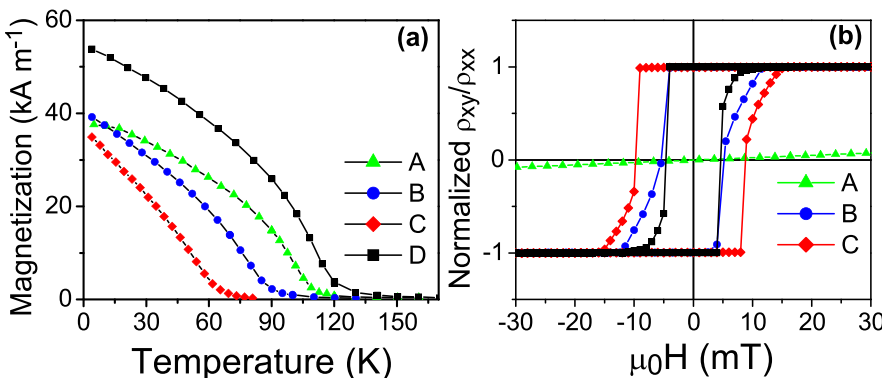 (a)
Magnetization (kA m⁻¹)
60
40
20
0
0
30
60
90
120
150
Temperature (K)
A
B
C
D
(b)
Normalized ρxy/ρxx
1
0
-1
-30
-20
-10
0
10
20
30
μ0H (mT)
A
B
C